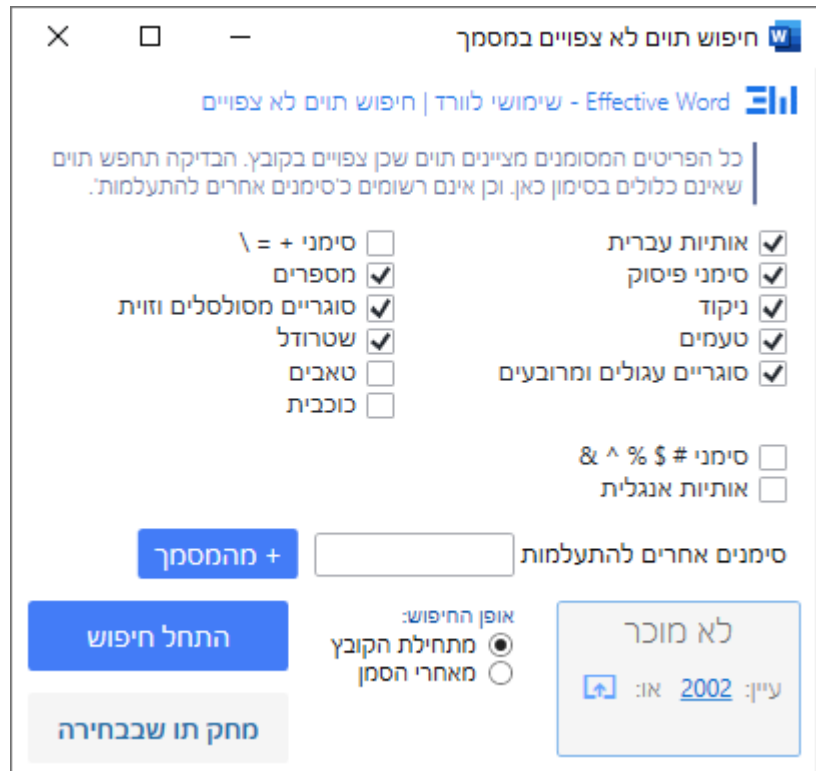 חיפוש תוים לא צפויים במסמך
Effective Word - שימושי לוורד | חיפוש תוים לא צפויים
כל הפריטים המסומנים מציינים תוים שכן צפויים בקובץ. הבדיקה תחפש תוים
שאינם כלולים בסימון כאן. וכן אינם רשומים כ'סימנים אחרים להתעלמות'.
אותיות עברית
סימני פיסוק
ניקוד
טעמים
סוגריים עגולים ומרובעים
סימני + = \
מספרים
סוגריים מסולסלים וזוית
שטרודל
טאבים
כוכבית
סימני # $ % ^ &
אותיות אנגלית
סימנים אחרים להתעלמות
+ מהמסמך
לא מוכר
עיין: 2002 או:
אופן החיפוש:
מתחילת הקובץ
מאחרי הסמן
התחל חיפוש
מחק תו שבבחירה